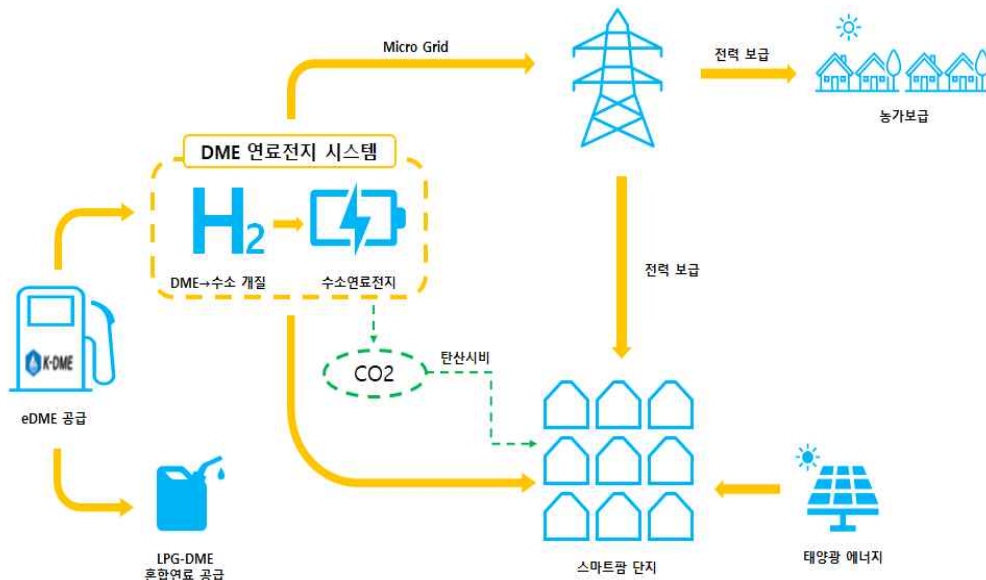 Micro Grid
전력 보급
농가보급
DME 연료전지 시스템
H2
DME→수소 개질
수소연료전지
전력 보급
K-DME
eDME 공급
CO2
탄산시비
LPG-DME
혼합연료 공급
스마트팜 단지
태양광 에너지